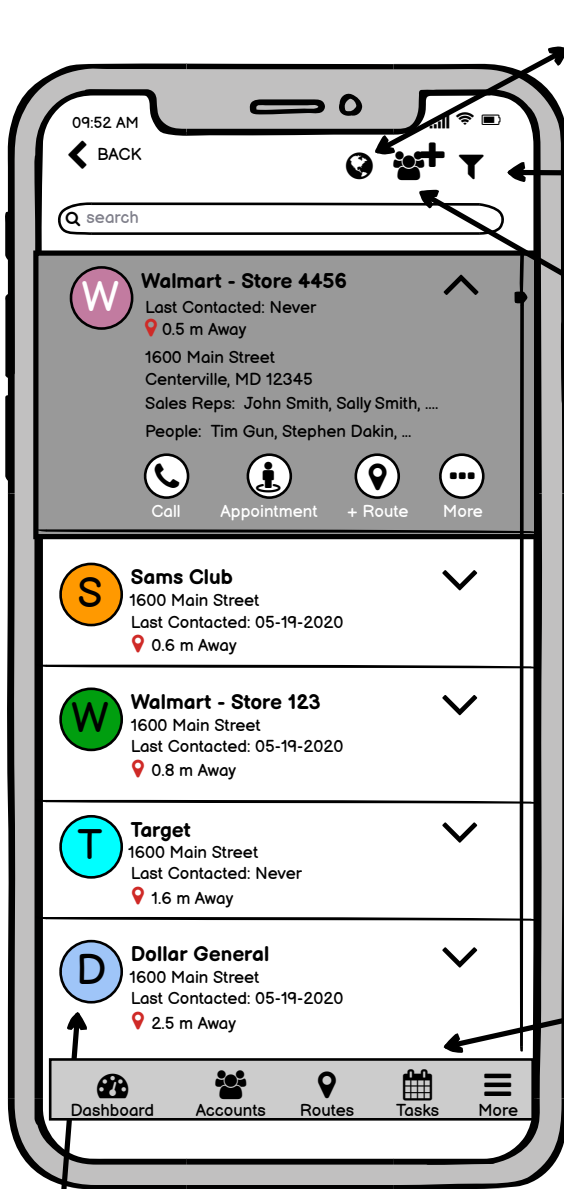 09:52 AM
BACK
search
W
Walmart - Store 4456
Last Contacted: Never
0.5 m Away
1600 Main Street
Centerville, MD 12345
Sales Reps: John Smith, Sally Smith, ....
People: Tim Gun, Stephen Dakin, ...
Call Appointment + Route More
S
Sams Club
1600 Main Street
Last Contacted: 05-19-2020
0.6 m Away
W
Walmart - Store 123
1600 Main Street
Last Contacted: 05-19-2020
0.8 m Away
T
Target
1600 Main Street
Last Contacted: Never
1.6 m Away
D
Dollar General
1600 Main Street
Last Contacted: 05-19-2020
2.5 m Away
Dashboard Accounts Routes Tasks More